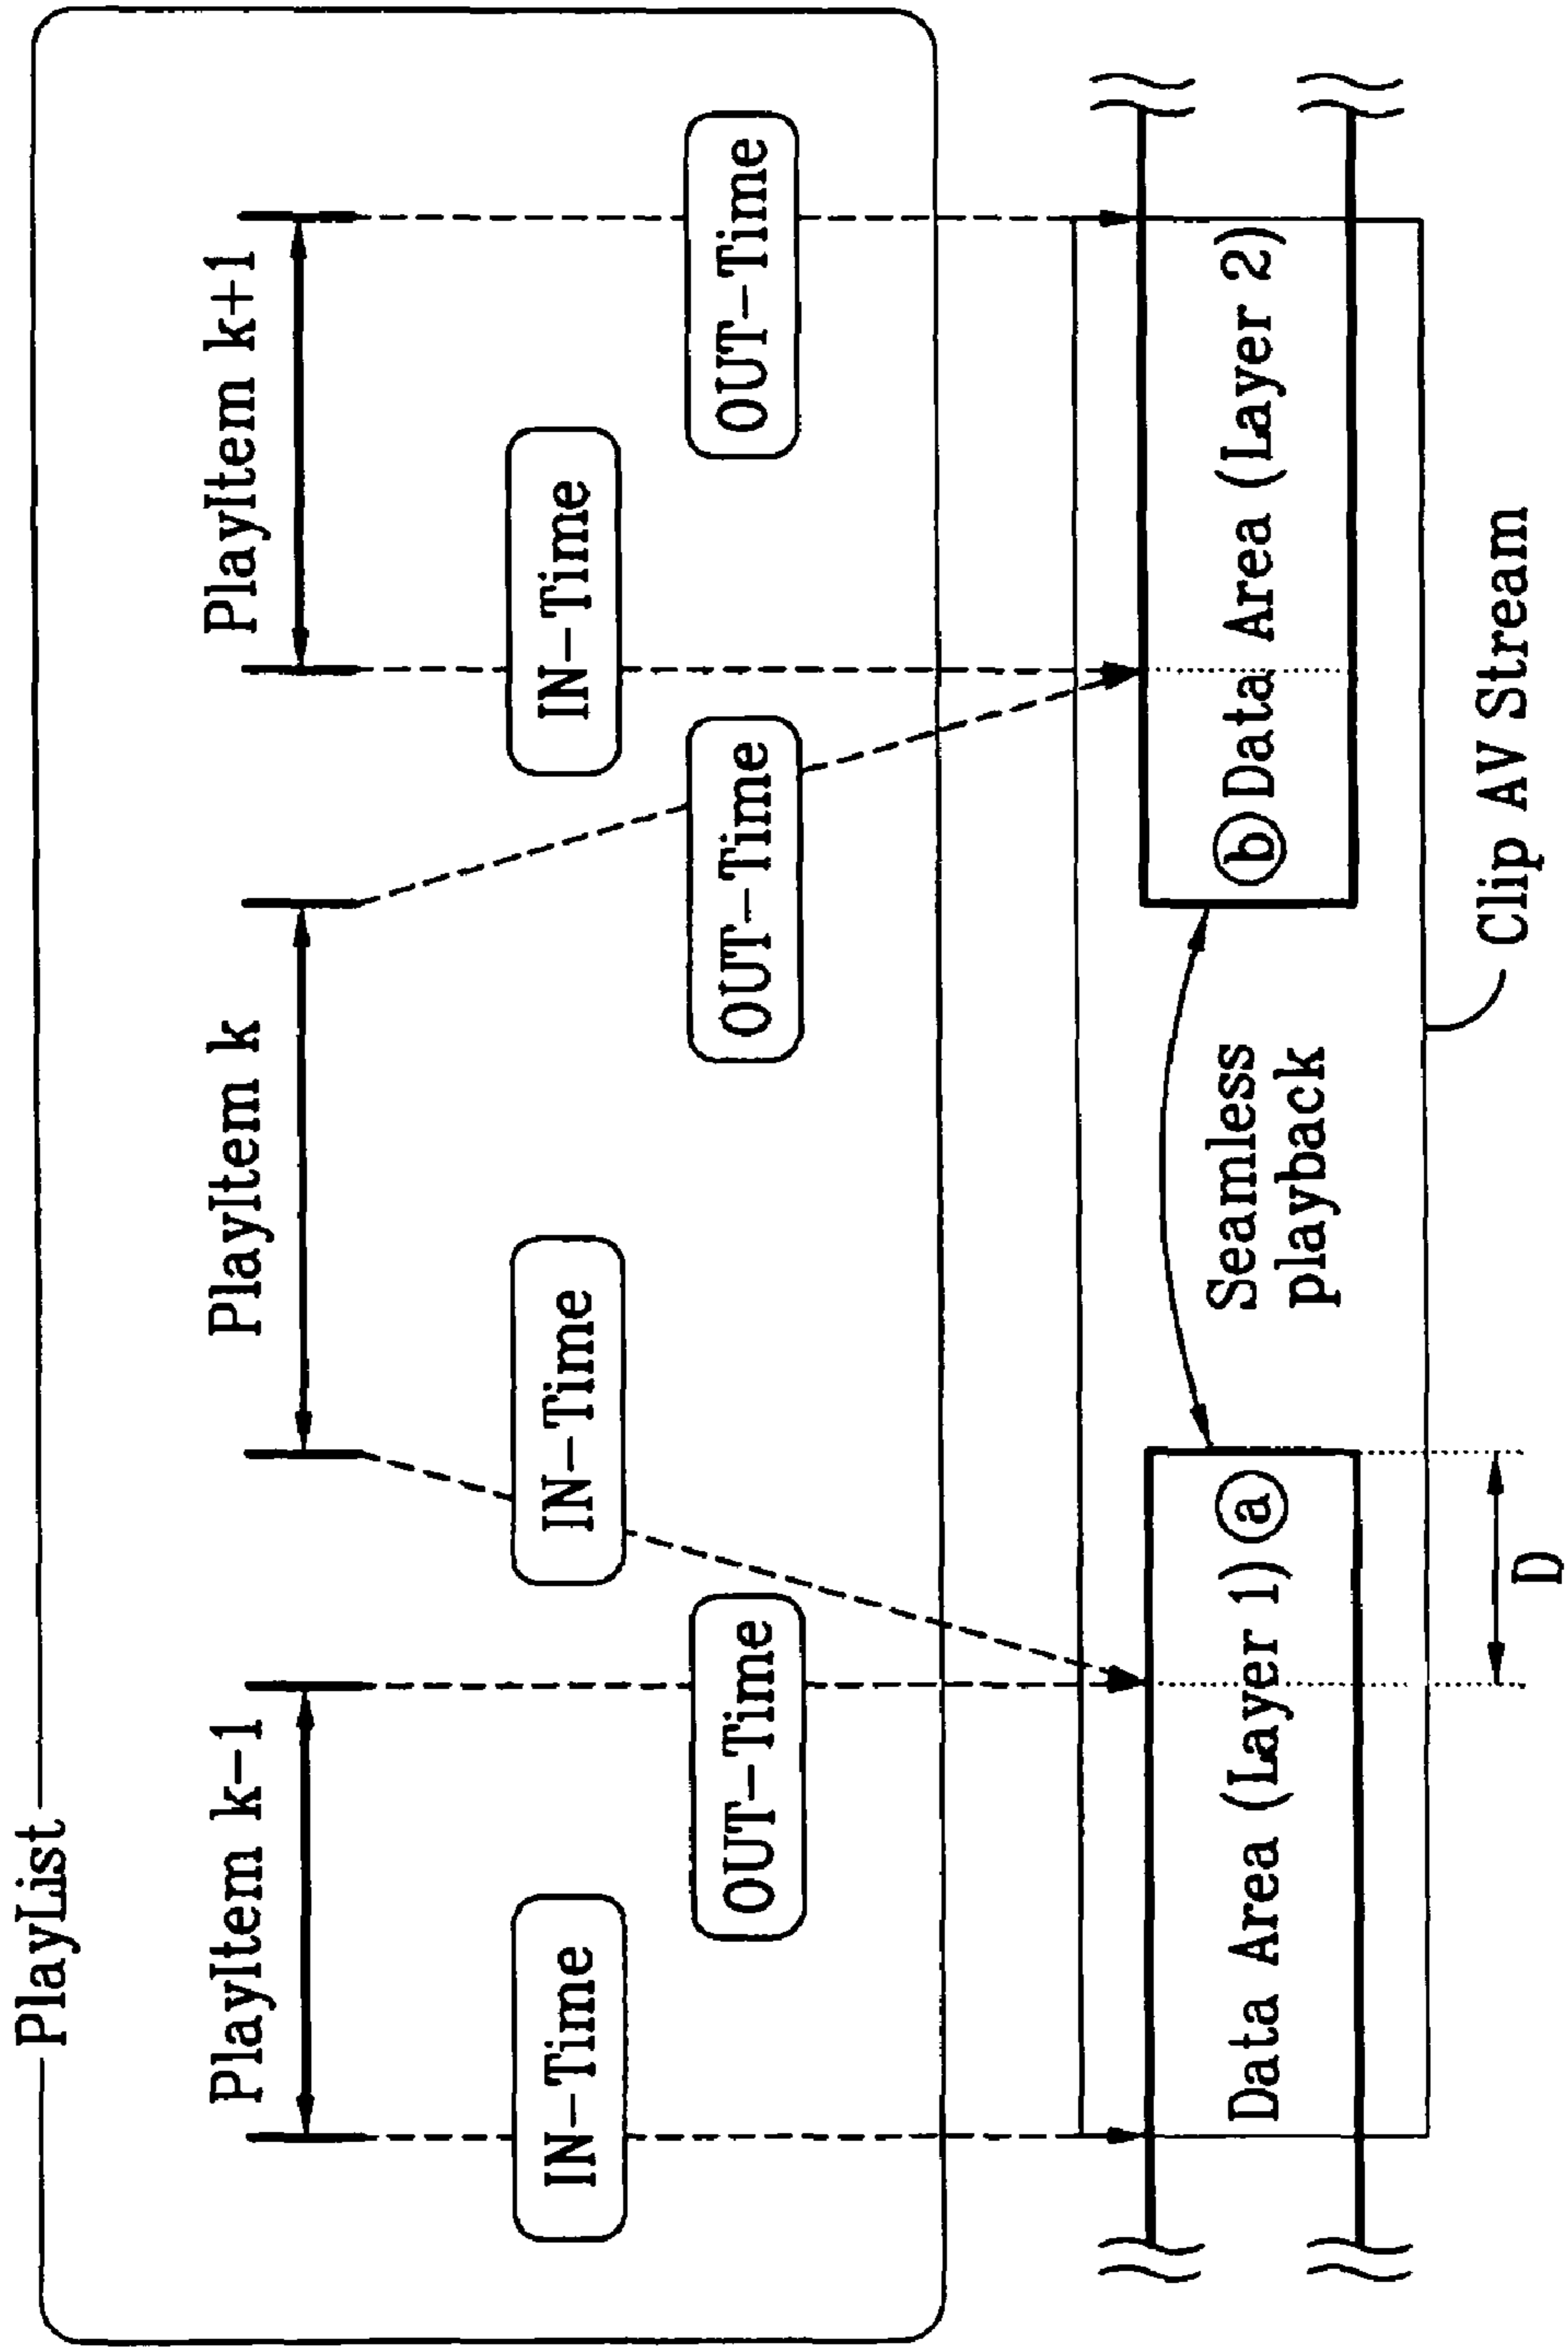 PlayList
PlayItem k-1
PlayItem k
PlayItem k+1
IN-Time
IN-Time
IN-Time
OUT-Time
OUT-Time
OUT-Time
Data Area (Layer 1) a
Seamless
playback
b Data Area (Layer 2)
D
Clip AV Stream